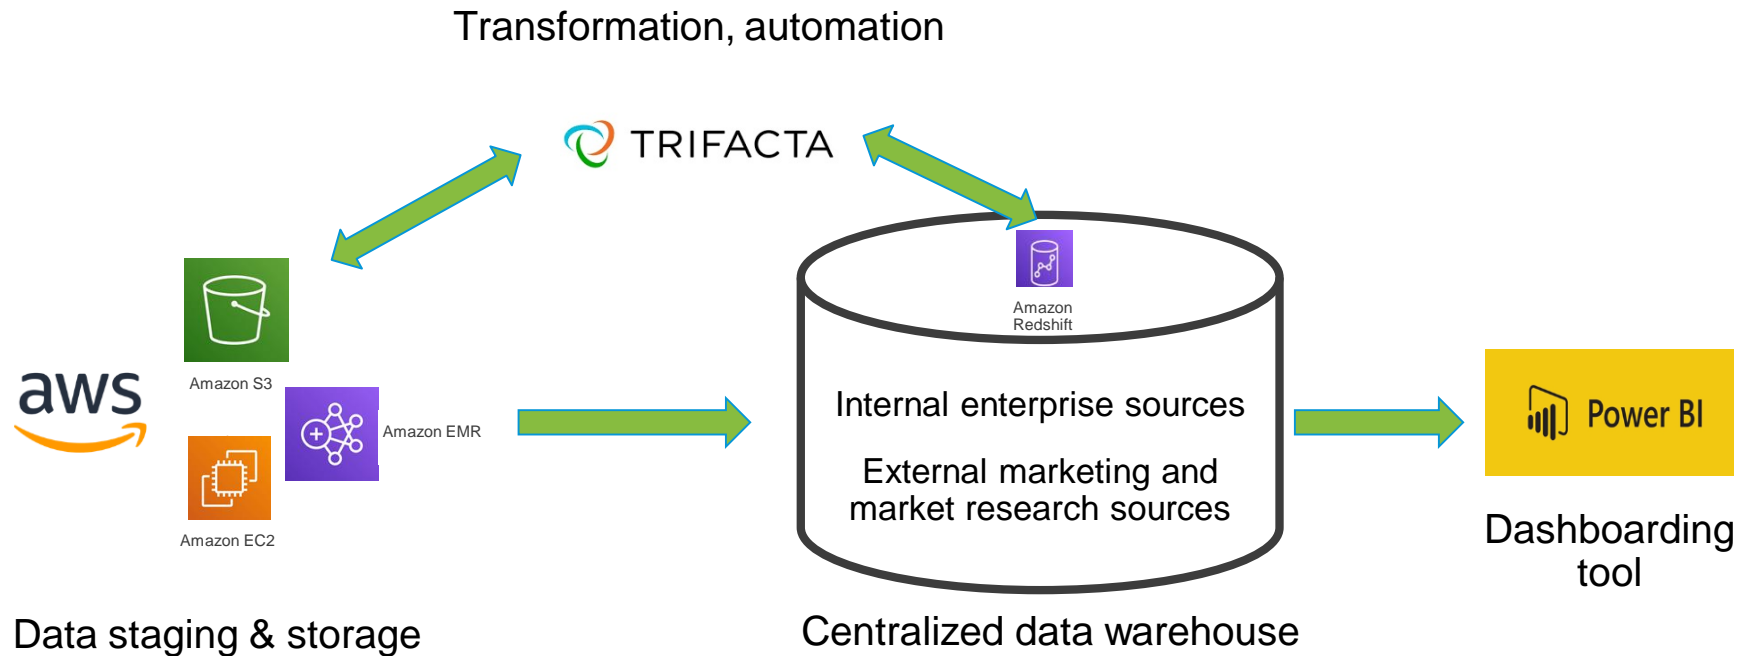 Transformation, automation
TRIFACTA
Amazon
Redshift
aws
Amazon S3
Amazon EMR
Amazon EC2
Internal enterprise sources
External marketing and
market research sources
Power BI
Dashboarding
tool
Data staging & storage
Centralized data warehouse